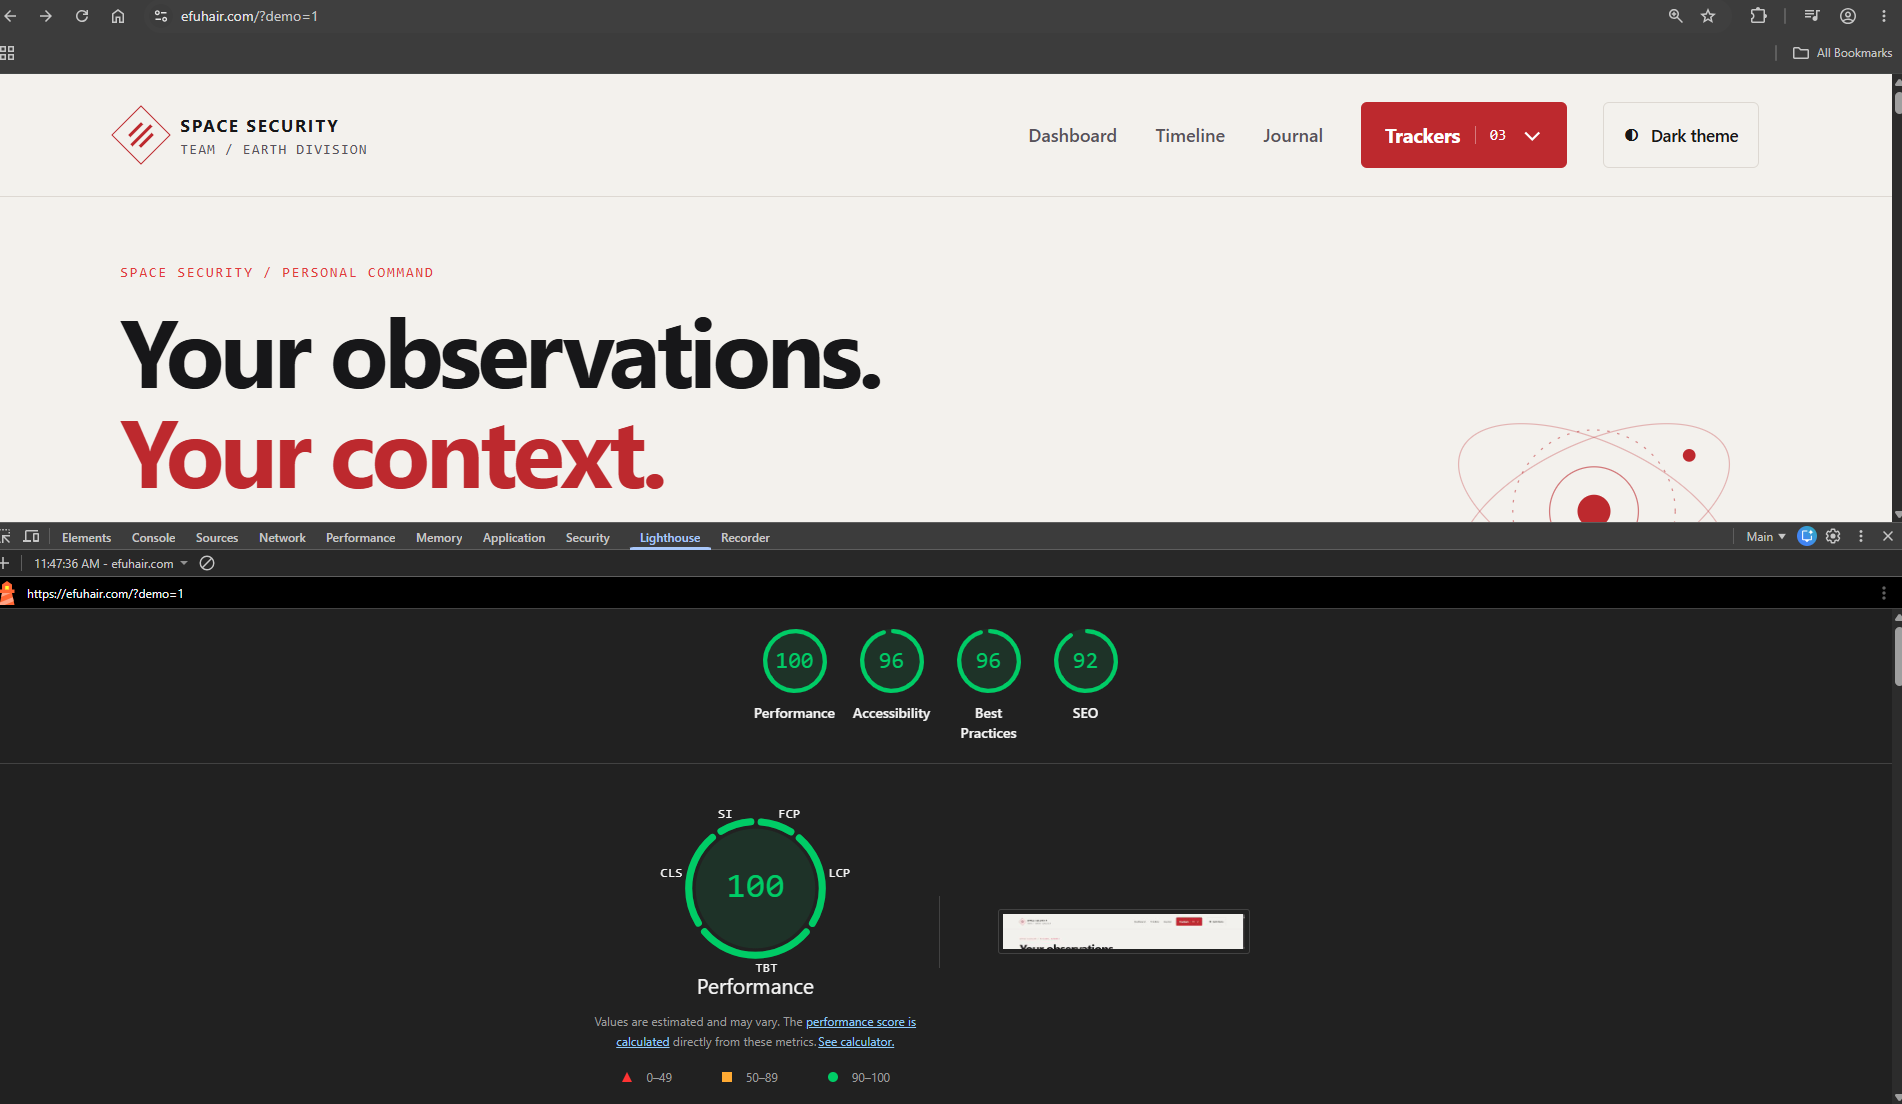 efuhair.com/?demo=1
All Bookmarks
SPACE SECURITY
TEAM / EARTH DIVISION
Dashboard
Timeline
Journal
Trackers
03
Dark theme
SPACE SECURITY / PERSONAL COMMAND
Your observations.
Your context.
Elements
Console
Sources
Network
Performance
Memory
Application
Security
Lighthouse
Recorder
Main
11:47:36 AM - efuhair.com
https://efuhair.com/?demo=1
100
96
96
92
Performance
Accessibility
Best
Practices
SEO
SI
FCP
CLS
LCP
100
TBT
Performance
Your observations.
Values are estimated and may vary. The performance score is
calculated directly from these metrics. See calculator.
0–49
50–89
90–100